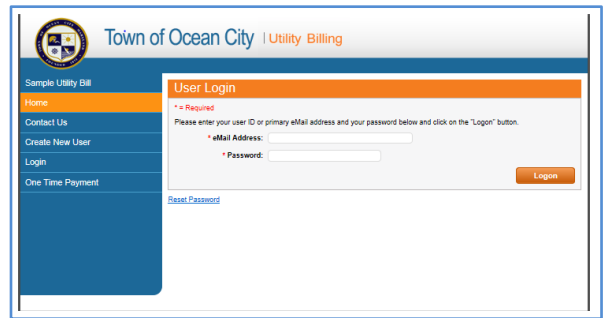 Town of Ocean City | Utility Billing
Sample Utility Bill
Home
Contact Us
Create New User
Login
One Time Payment
User Login
* = Required
Please enter your user ID or primary eMail address and your password below and click on the "Logon" button.
* eMail Address:
* Password:
Logon
Reset Password